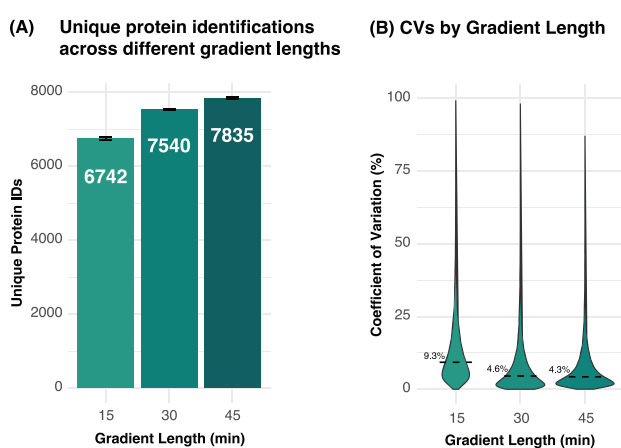 (A) Unique protein identifications
across different gradient lengths
8000
6000
4000
2000
0
Unique Protein IDs
6742
7540
7835
15 30 45
Gradient Length (min)
(B) CVs by Gradient Length
100
75
50
25
0
Coefficient of Variation (%)
9.3%
4.6%
4.3%
15 30 45
Gradient Length (min)